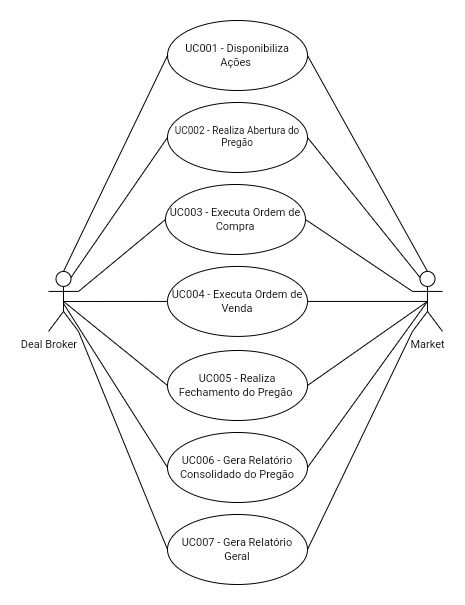 UC001 - Disponibiliza
Ações
UC002 - Realiza Abertura do
Pregão
UC003 - Executa Ordem de
Compra
UC004 - Executa Ordem de
Venda
Deal Broker
Market
UC005 - Realiza
Fechamento do Pregão
UC006 - Gera Relatório
Consolidado do Pregão
UC007 - Gera Relatório
Geral